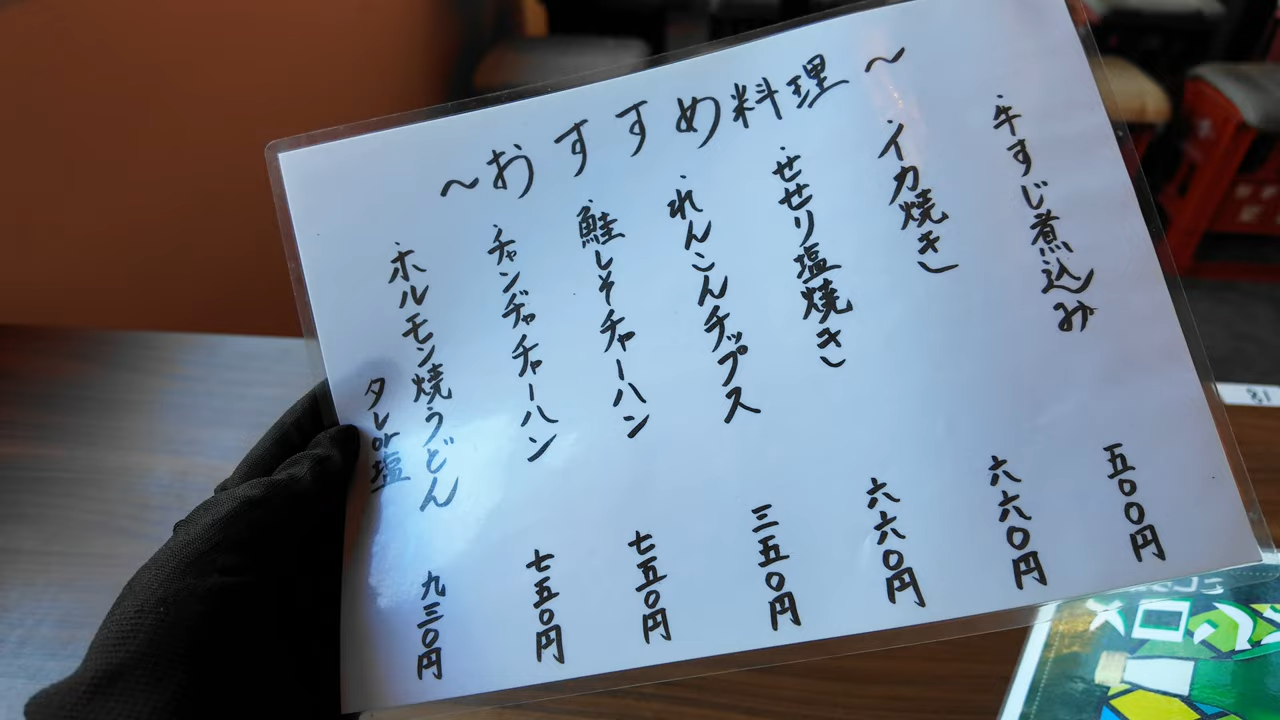 ～おすすめ料理～
・牛すじ煮込み 五〇〇円
・イカ焼き 六六〇円
・せせり塩焼き 六六〇円
・れんこんチップス 三五〇円
・鮭しそチャーハン 七五〇円
・チャンヂャチャーハン 七五〇円
・ホルモン焼うどん 九三〇円
タレor塩